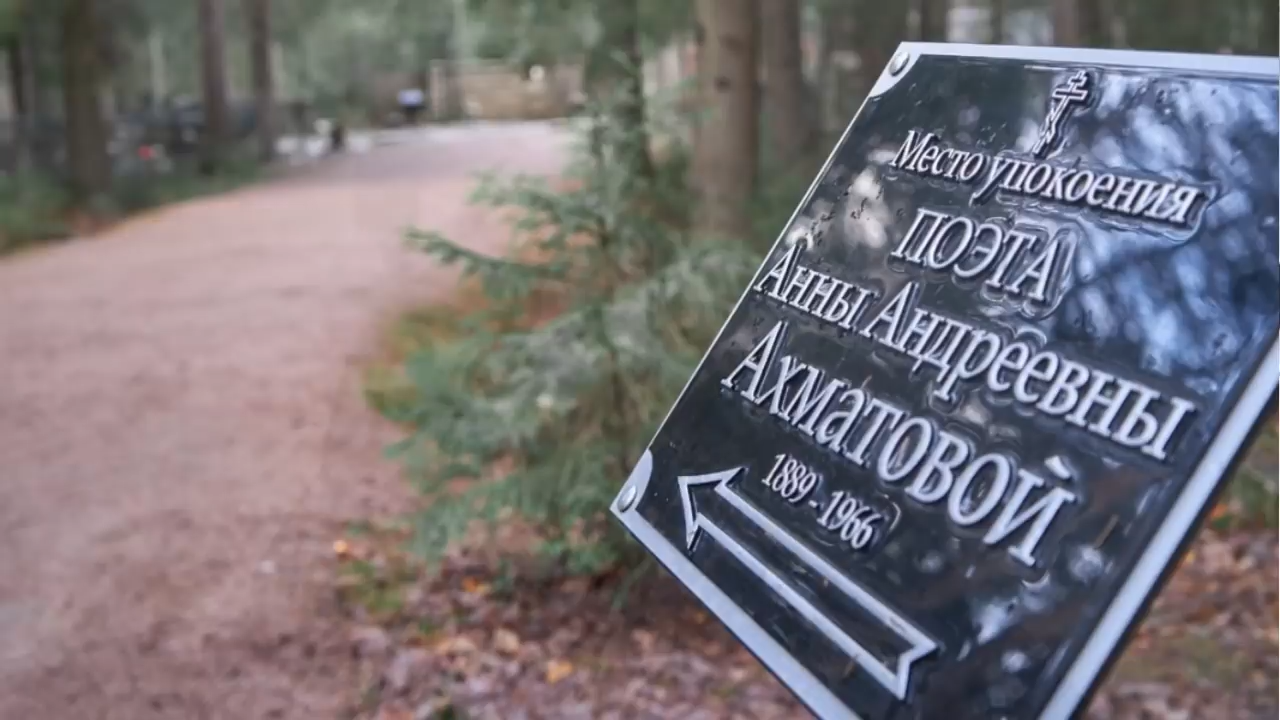 Место упокоения
ПОЭТА
Анны Андреевны
Ахматовой
1889 - 1966